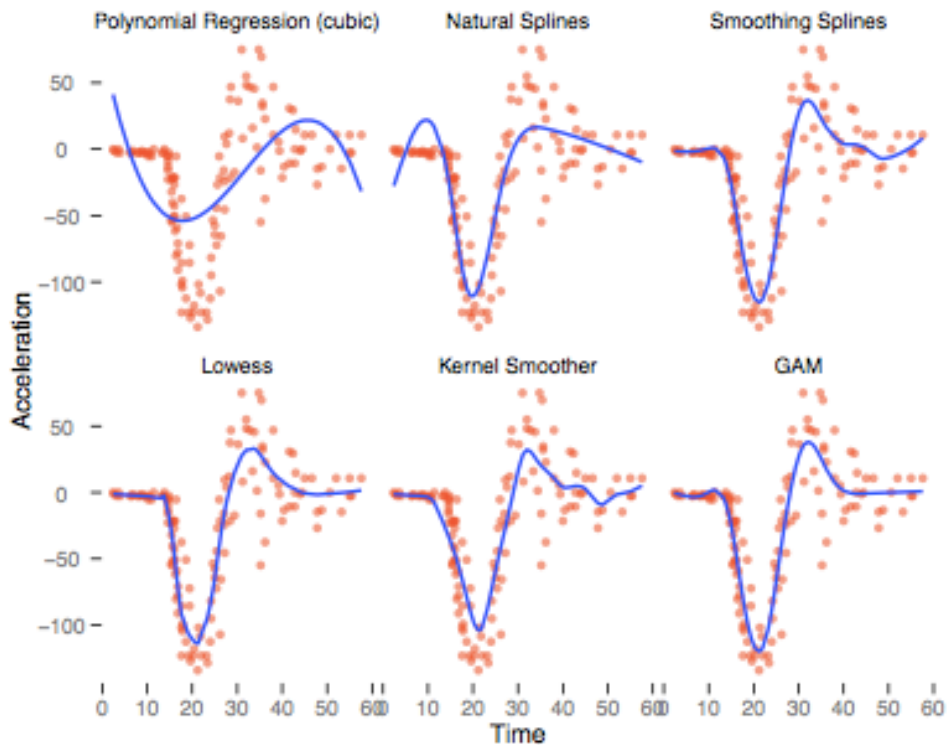 Polynomial Regression (cubic) Natural Splines Smoothing Splines
50
0
−50
−100
Acceleration
Lowess Kernel Smoother GAM
50
0
−50
−100
0 10 20 30 40 50 60 0 10 20 30 40 50 60 0 10 20 30 40 50 60
Time